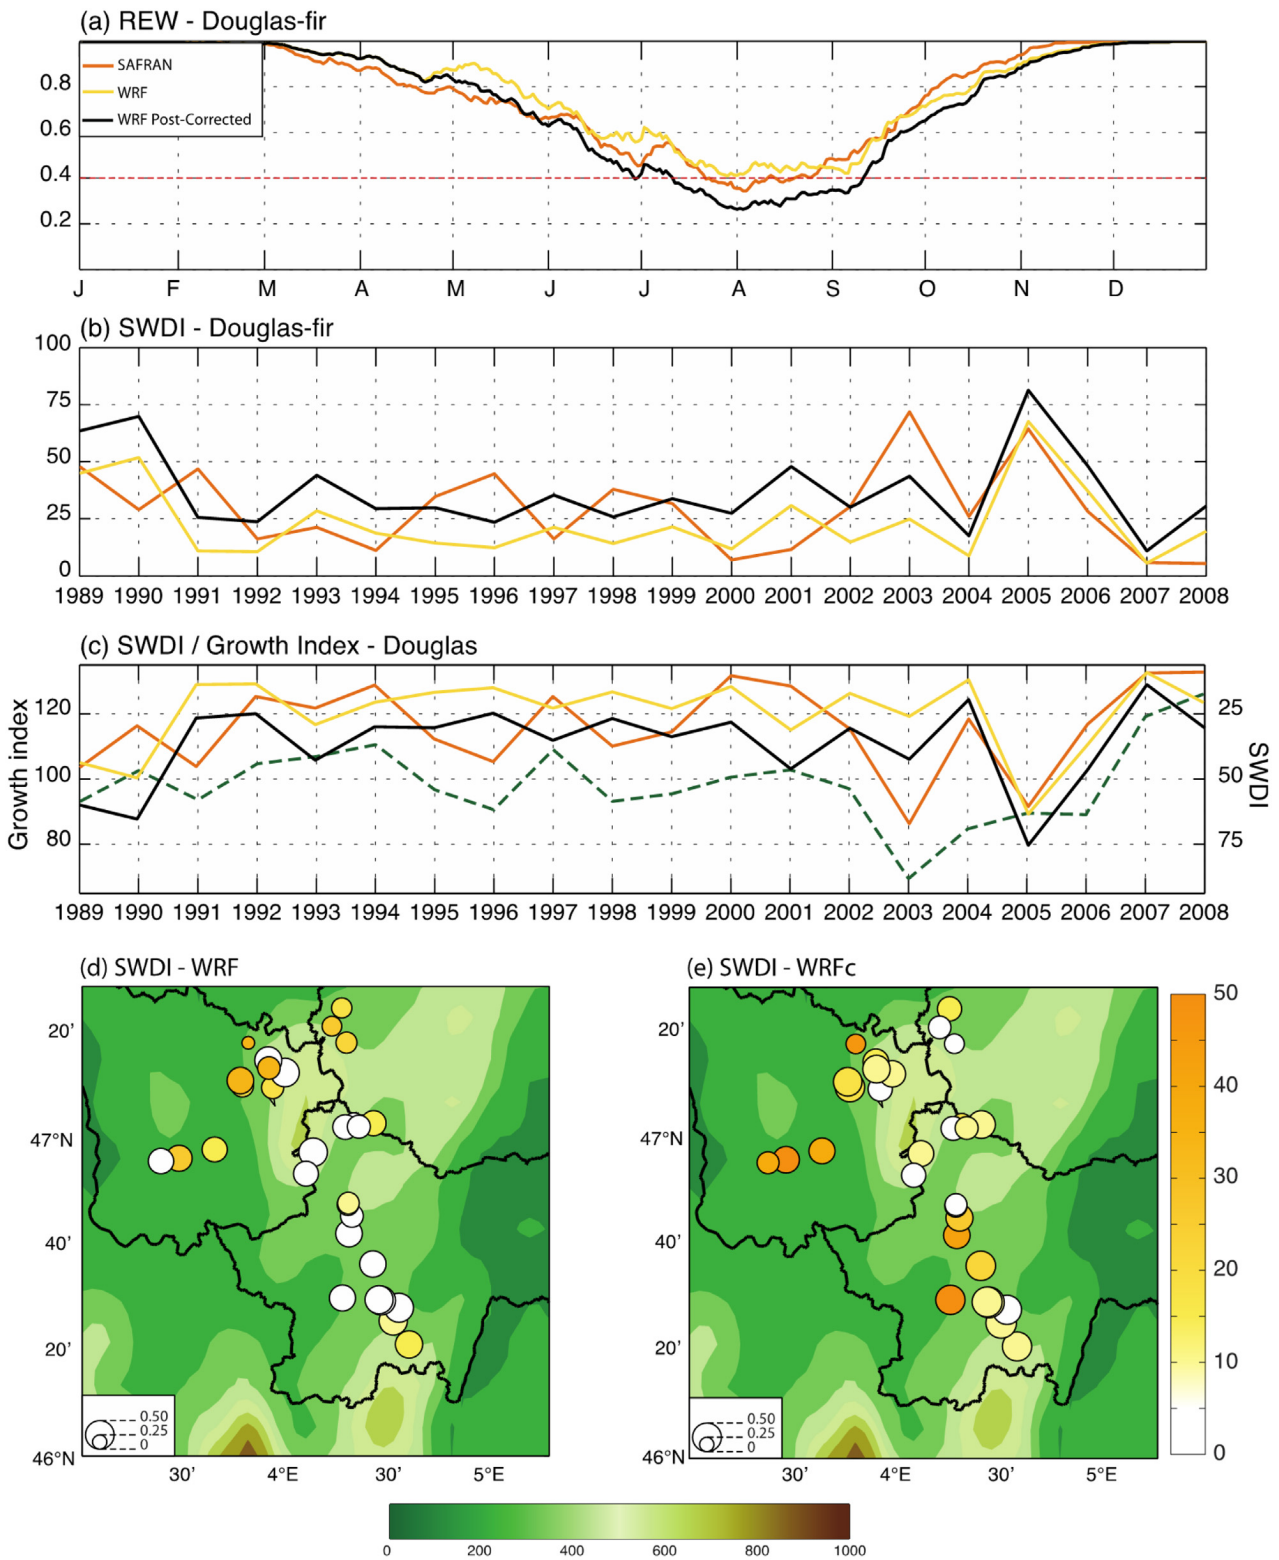 (a) REW - Douglas-fir
SAFRAN
WRF
WRF Post-Corrected
0.8
0.6
0.4
0.2
J F M A M J J A S O N D
(b) SWDI - Douglas-fir
100
75
50
25
0
1989 1990 1991 1992 1993 1994 1995 1996 1997 1998 1999 2000 2001 2002 2003 2004 2005 2006 2007 2008
(c) SWDI / Growth Index - Douglas
Growth index
120
100
80
25
50
75
SWDI
1989 1990 1991 1992 1993 1994 1995 1996 1997 1998 1999 2000 2001 2002 2003 2004 2005 2006 2007 2008
(d) SWDI - WRF
20'
47°N
40'
20'
46°N
0.50
0.25
0
30' 4°E 30' 5°E
(e) SWDI - WRFc
20'
47°N
40'
20'
46°N
0.50
0.25
0
30' 4°E 30' 5°E
50
40
30
20
10
0
0 200 400 600 800 1000